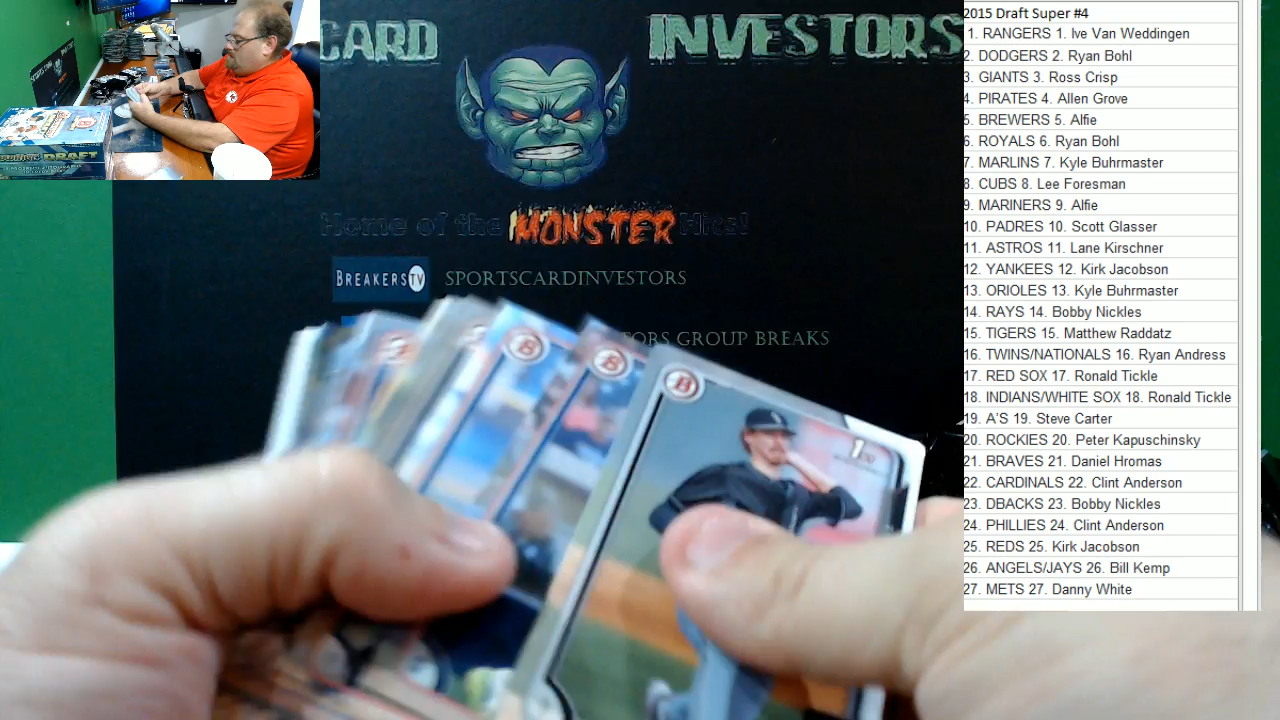 CARD INVESTORS
Home of the MONSTER Hits!
BREAKERSTV SPORTSCARDINVESTORS
TORS GROUP BREAKS
DRAFT
B
B
B
1
2015 Draft Super #4
1. RANGERS 1. Ive Van Weddingen
2. DODGERS 2. Ryan Bohl
3. GIANTS 3. Ross Crisp
4. PIRATES 4. Allen Grove
5. BREWERS 5. Alfie
6. ROYALS 6. Ryan Bohl
7. MARLINS 7. Kyle Buhrmaster
8. CUBS 8. Lee Foresman
9. MARINERS 9. Alfie
10. PADRES 10. Scott Glasser
11. ASTROS 11. Lane Kirschner
12. YANKEES 12. Kirk Jacobson
13. ORIOLES 13. Kyle Buhrmaster
14. RAYS 14. Bobby Nickles
15. TIGERS 15. Matthew Raddatz
16. TWINS/NATIONALS 16. Ryan Andress
17. RED SOX 17. Ronald Tickle
18. INDIANS/WHITE SOX 18. Ronald Tickle
19. A'S 19. Steve Carter
20. ROCKIES 20. Peter Kapuschinsky
21. BRAVES 21. Daniel Hromas
22. CARDINALS 22. Clint Anderson
23. DBACKS 23. Bobby Nickles
24. PHILLIES 24. Clint Anderson
25. REDS 25. Kirk Jacobson
26. ANGELS/JAYS 26. Bill Kemp
27. METS 27. Danny White